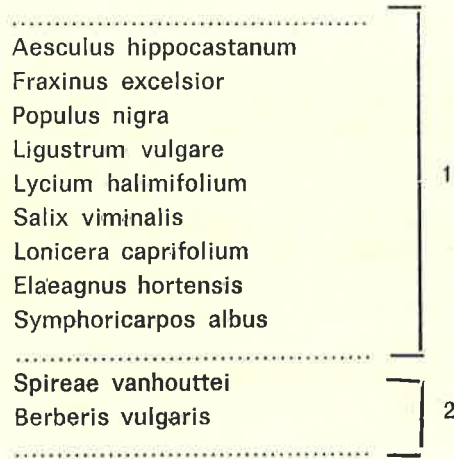 Aesculus hippocastanum
Fraxinus excelsior
Populus nigra
Ligustrum vulgare
Lycium halimifolium
1
Salix viminalis
Lonicera caprifolium
Elaeagnus hortensis
Symphoricarpos albus
Spireae vanhouttei
Berberis vulgaris
2